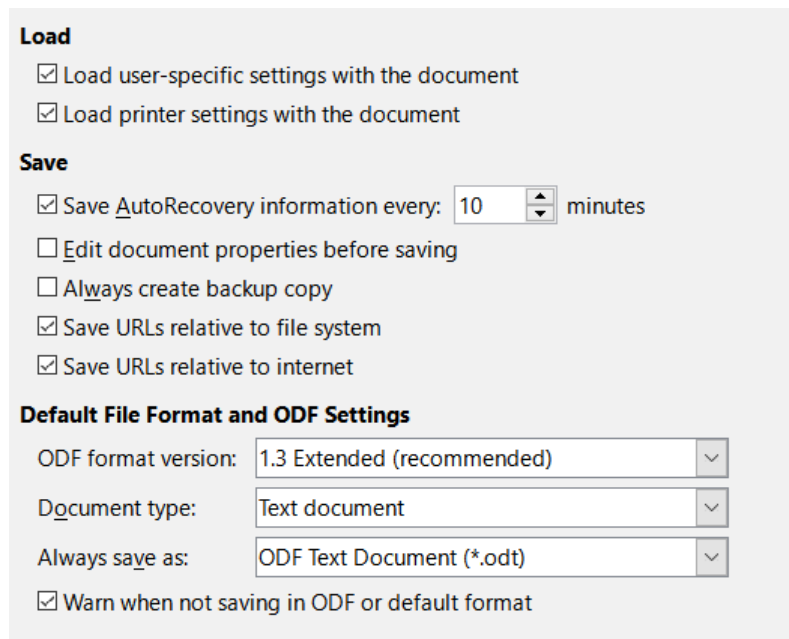 Load
Load user-specific settings with the document
Load printer settings with the document
Save
Save AutoRecovery information every: 10 minutes
Edit document properties before saving
Always create backup copy
Save URLs relative to file system
Save URLs relative to internet
Default File Format and ODF Settings
ODF format version: 1.3 Extended (recommended)
Document type: Text document
Always save as: ODF Text Document (*.odt)
Warn when not saving in ODF or default format